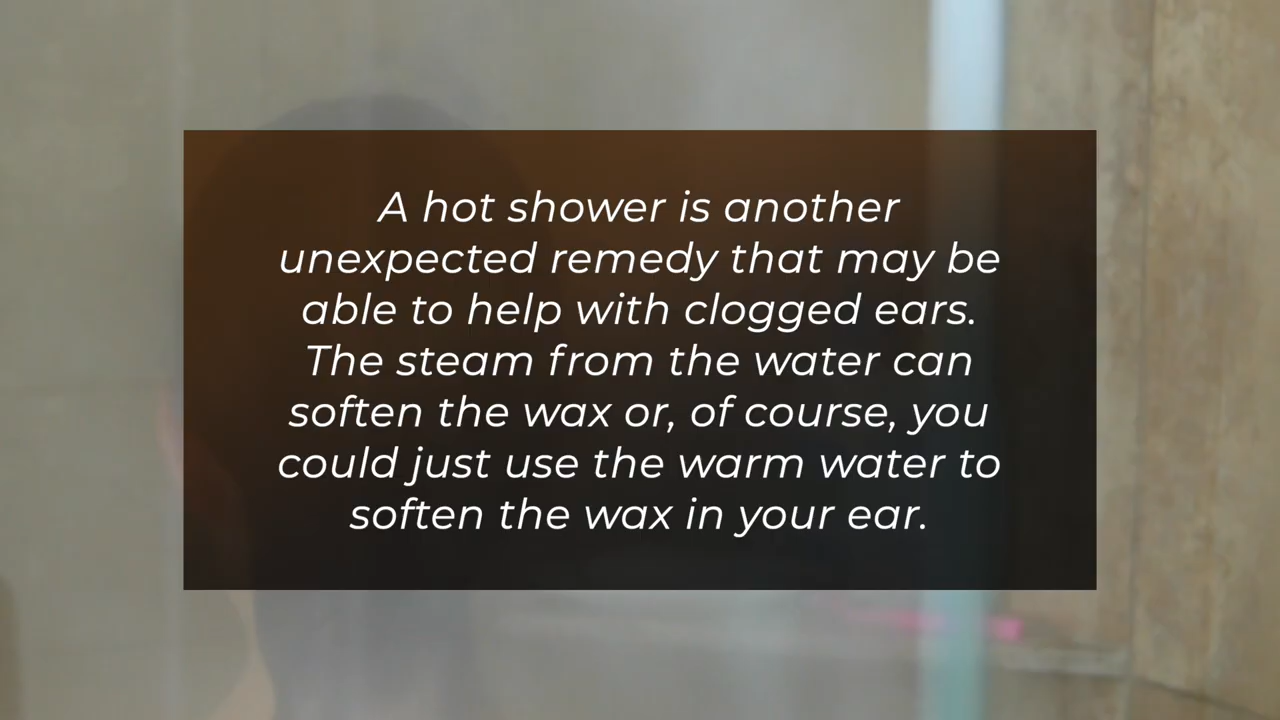 A hot shower is another
unexpected remedy that may be
able to help with clogged ears.
The steam from the water can
soften the wax or, of course, you
could just use the warm water to
soften the wax in your ear.